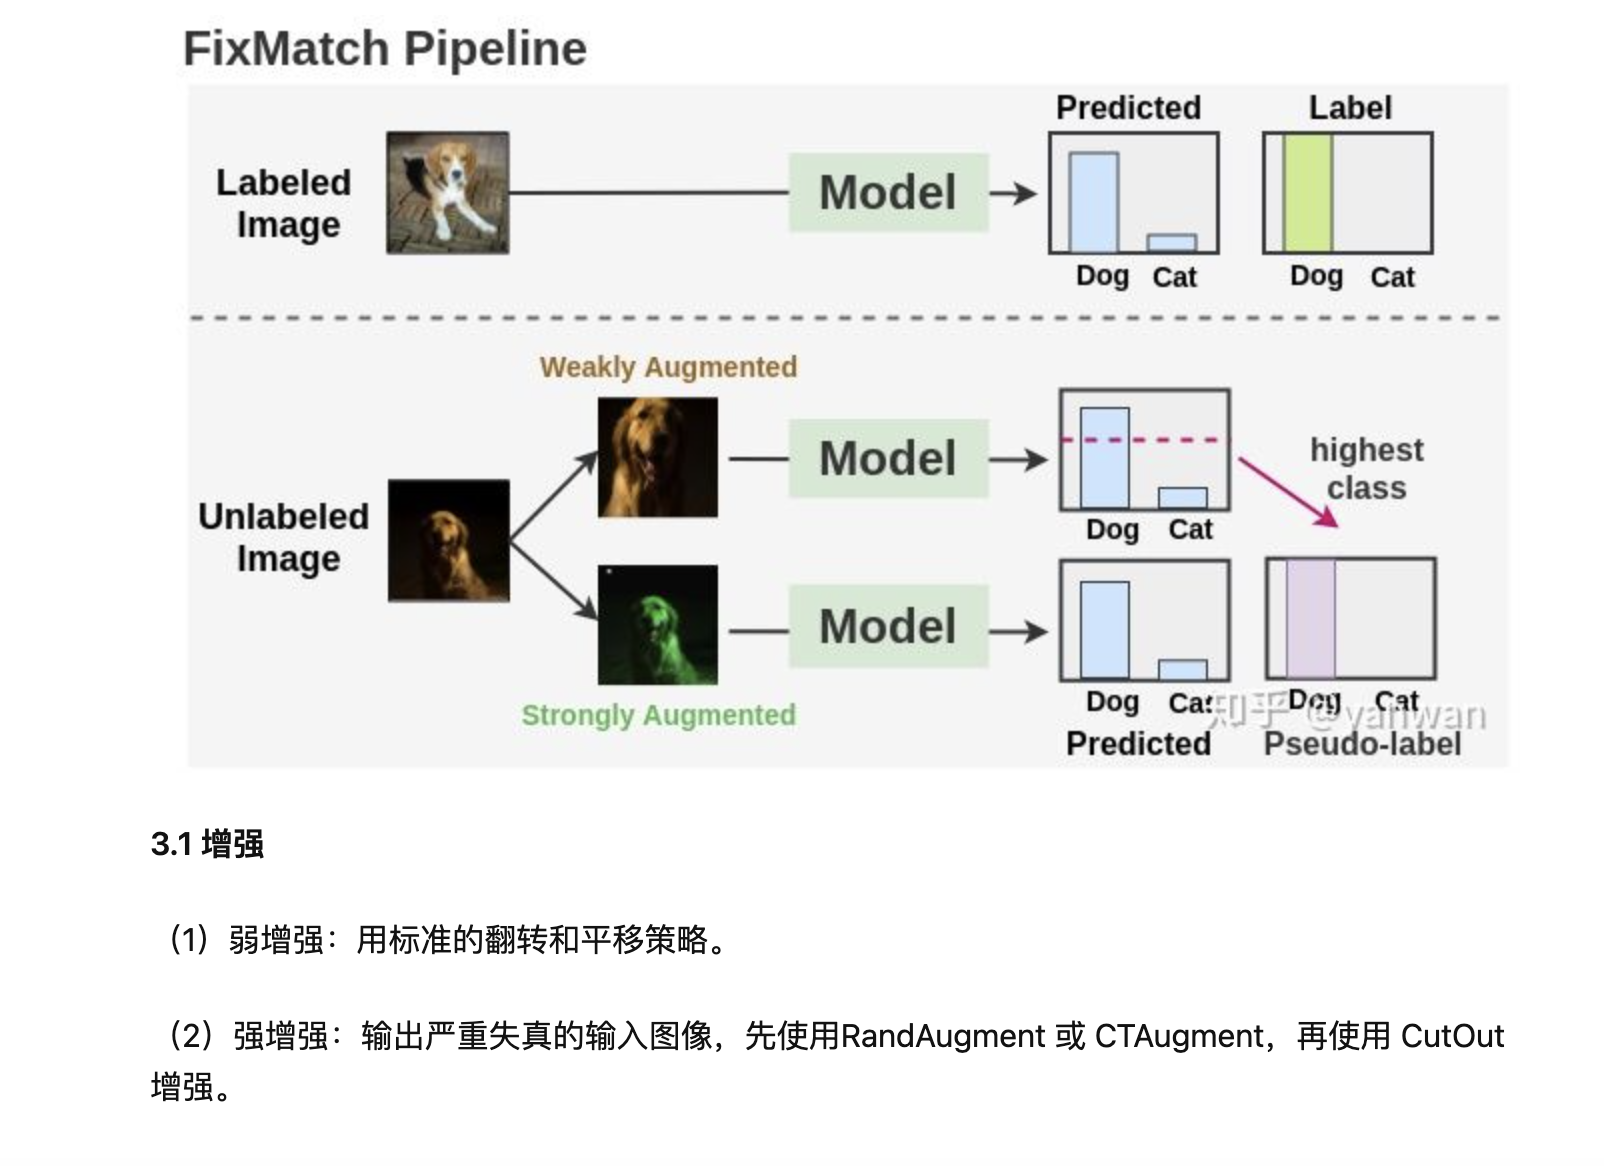 FixMatch Pipeline
Predicted
Label
Labeled
Image
Model
Dog Cat
Dog Cat
Weakly Augmented
Model
highest
class
Dog Cat
Unlabeled
Image
Model
Strongly Augmented
Dog Cat
Dog Cat
知乎 @yanwan
Predicted
Pseudo-label
3.1 增强
（1）弱增强：用标准的翻转和平移策略。
（2）强增强：输出严重失真的输入图像，先使用RandAugment 或 CTAugment，再使用 CutOut
增强。